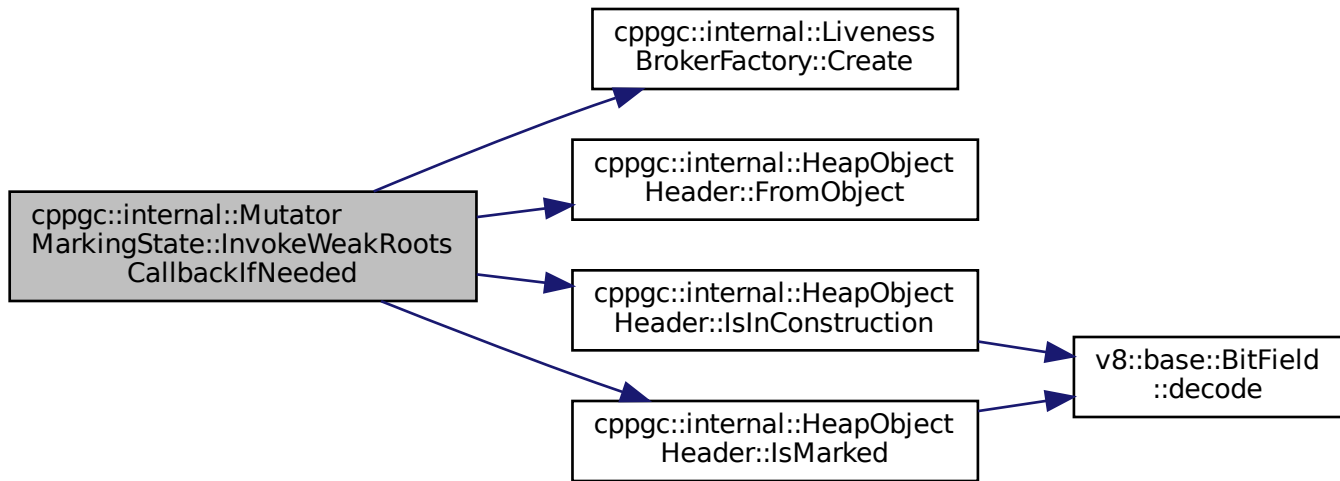 cppgc::internal::Liveness
BrokerFactory::Create
cppgc::internal::HeapObject
Header::FromObject
cppgc::internal::Mutator
MarkingState::InvokeWeakRoots
CallbackIfNeeded
cppgc::internal::HeapObject
Header::IsInConstruction
v8::base::BitField
::decode
cppgc::internal::HeapObject
Header::IsMarked